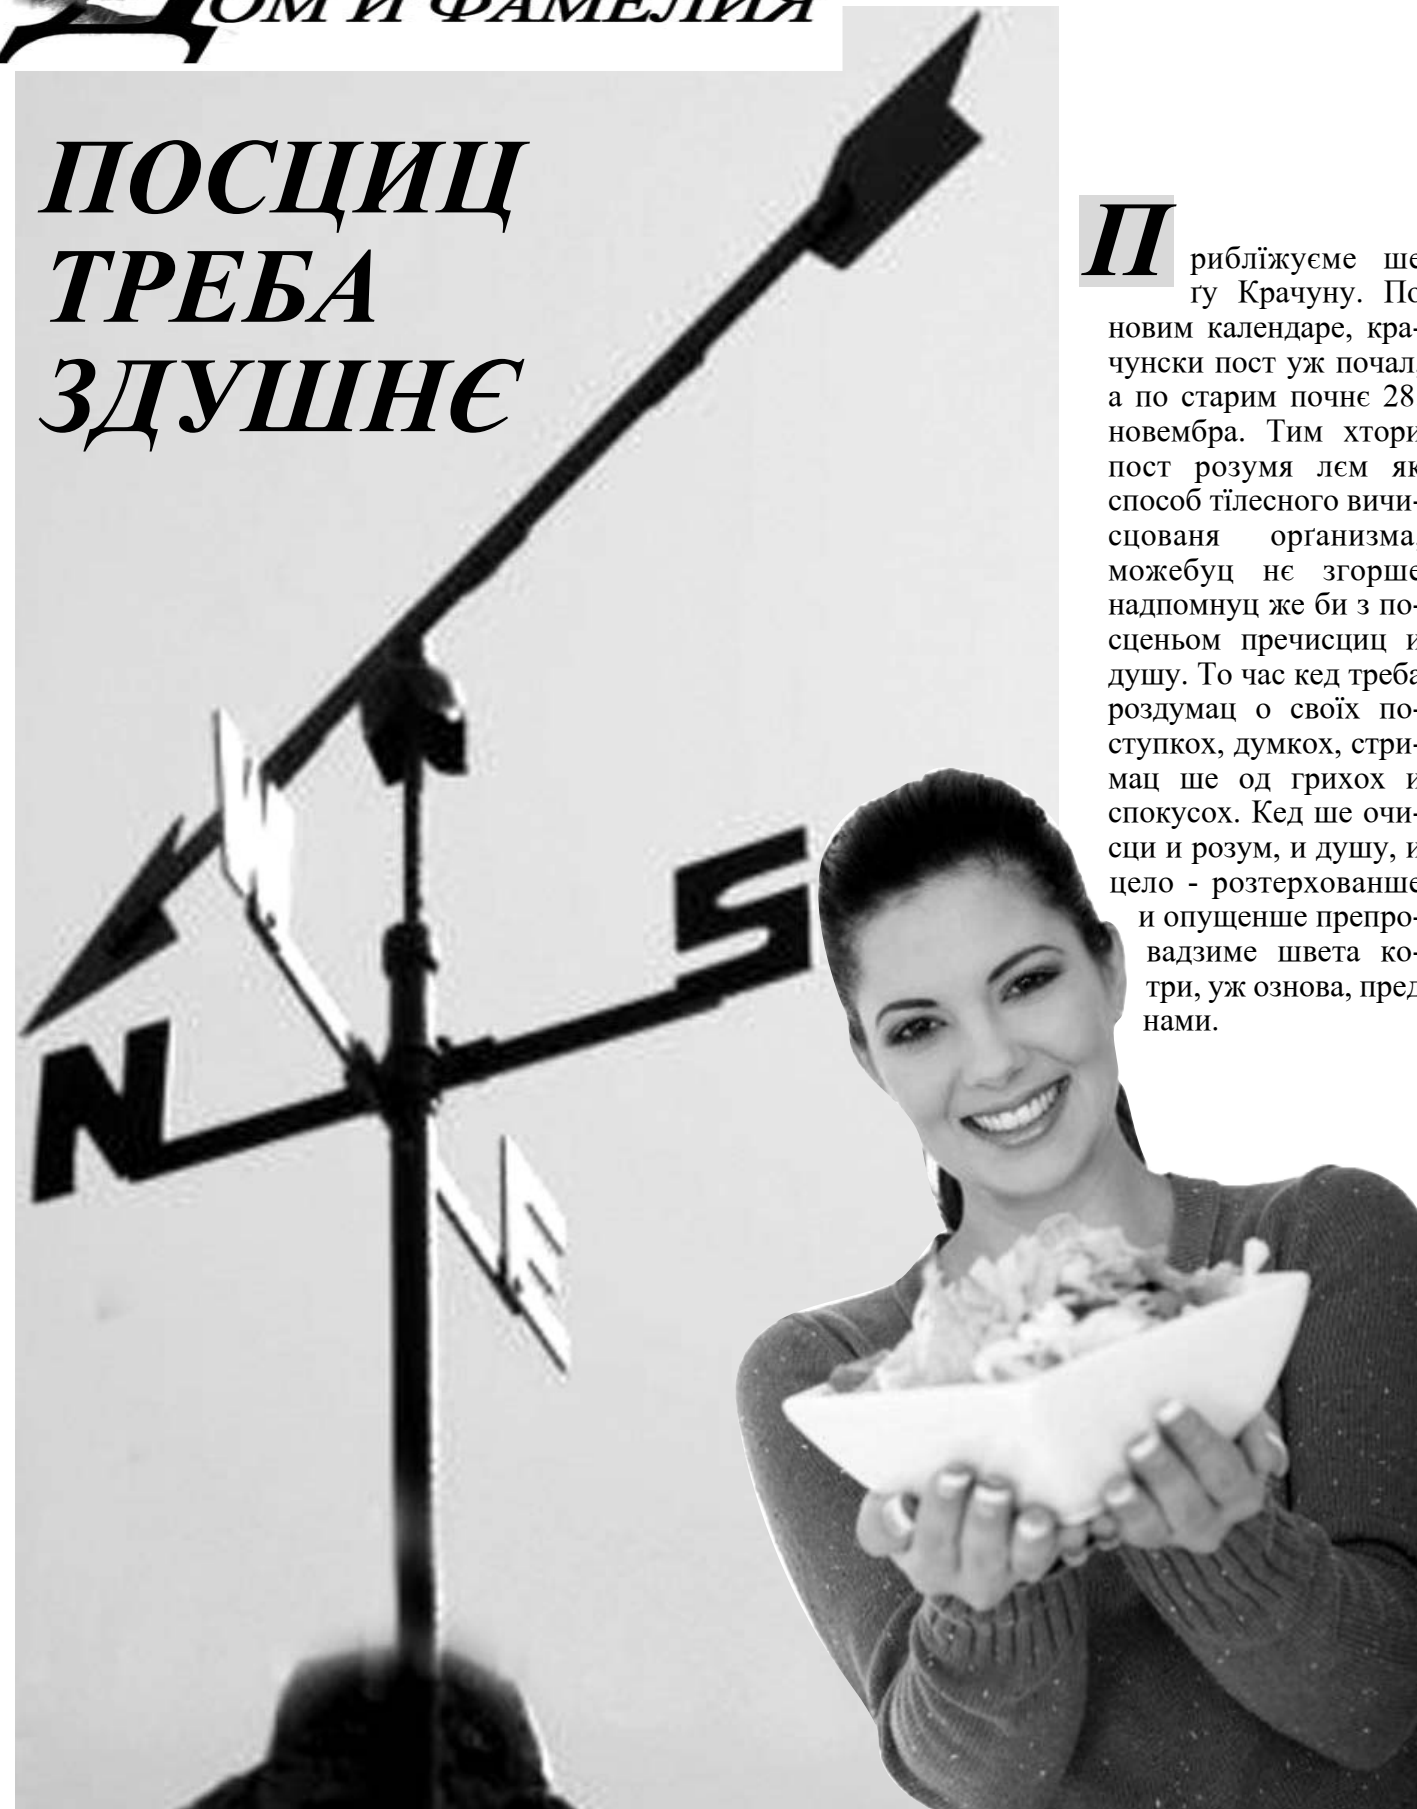 ДОМ И ФАМЕЛИЯ
ПОСЦИЦ
ТРЕБА
ЗДУШНЄ
Приблїжуєме ше
ґу Крачуну. По
новим календаре, кра-
чунски пост уж почал,
а по старим почнє 28.
новембра. Тим хтори
пост розумя лєм як
способ тїлесного вичи-
сцованя орґанизма,
можебуц нє згорше
надпомнуц же би з по-
сценьом пречисциц и
душу. То час кед треба
роздумац о своїх по-
ступкох, думкох, стри-
мац ше од грихох и
спокусох. Кед ше очи-
сци и розум, и душу, и
цело - розтерхованше
и опущенше препро-
вадзиме швета ко-
три, уж ознова, пред
нами.
N
S
E